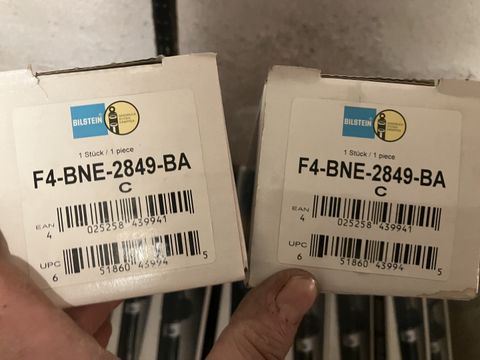 BILSTEIN
1 Stück / 1 piece
F4-BNE-2849-BA
C
EAN
4 025258 439941
UPC
6 51860 43994 5
BILSTEIN
1 Stück / 1 piece
F4-BNE-2849-BA
C
EAN
4 025258 439941
UPC
6 51860 43994 5